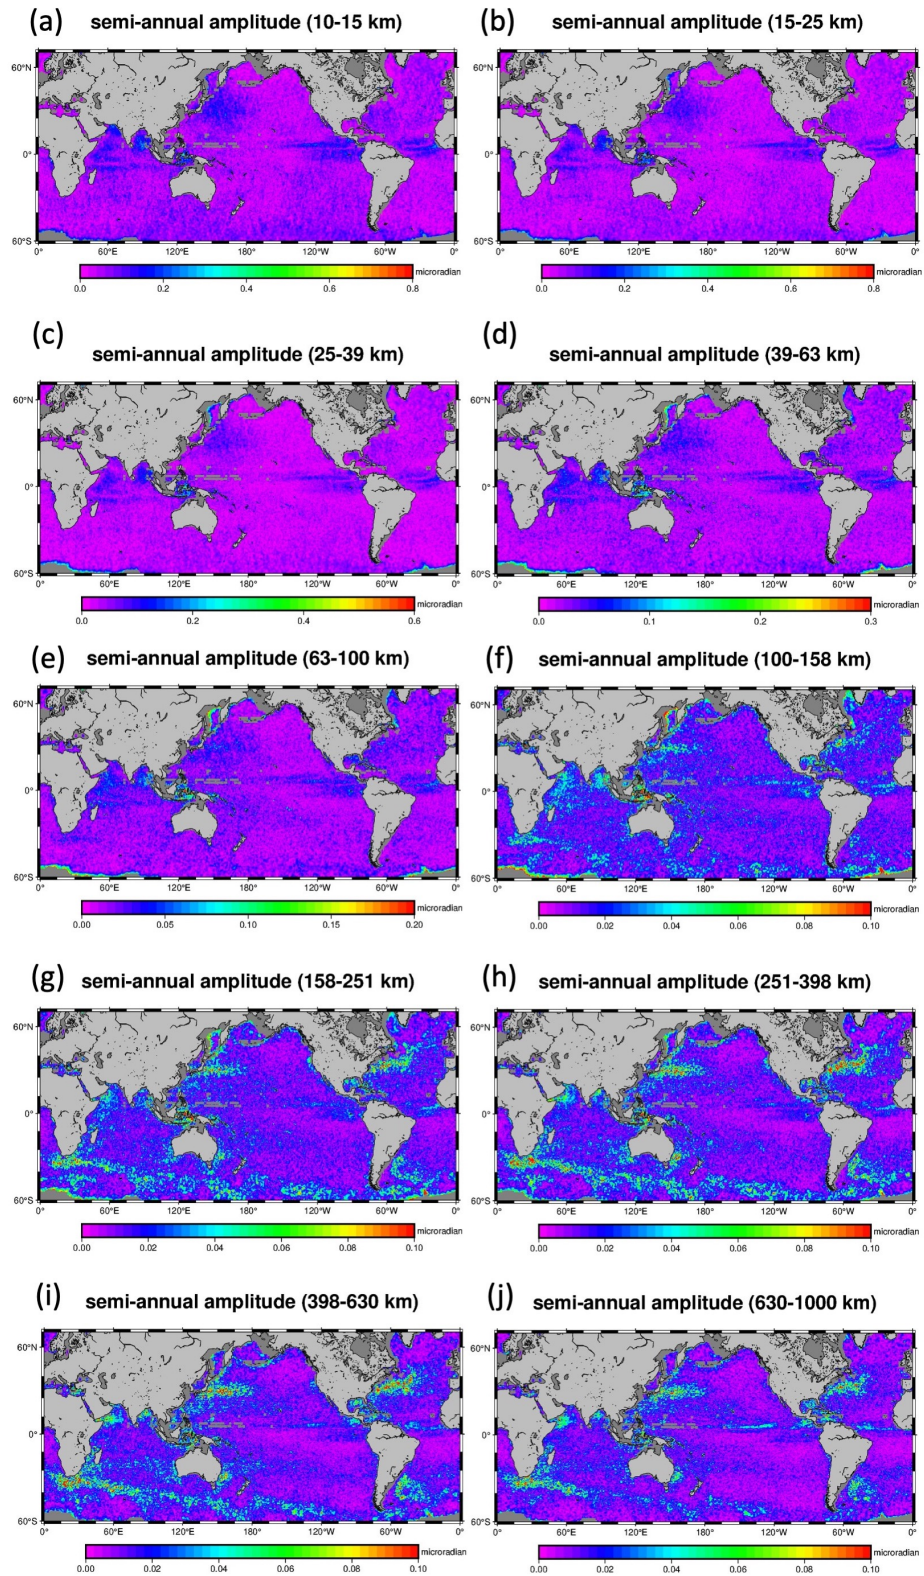 (a) semi-annual amplitude (10-15 km)
60°N
0°
60°S
0° 60°E 120°E 180° 120°W 60°W 0°
microradian
0.0 0.2 0.4 0.6 0.8
(b) semi-annual amplitude (15-25 km)
60°N
0°
60°S
0° 60°E 120°E 180° 120°W 60°W 0°
microradian
0.0 0.2 0.4 0.6 0.8
(c) semi-annual amplitude (25-39 km)
60°N
0°
60°S
0° 60°E 120°E 180° 120°W 60°W 0°
microradian
0.0 0.2 0.4 0.6
(d) semi-annual amplitude (39-63 km)
60°N
0°
60°S
0° 60°E 120°E 180° 120°W 60°W 0°
microradian
0.0 0.1 0.2 0.3
(e) semi-annual amplitude (63-100 km)
60°N
0°
60°S
0° 60°E 120°E 180° 120°W 60°W 0°
microradian
0.00 0.05 0.10 0.15 0.20
(f) semi-annual amplitude (100-158 km)
60°N
0°
60°S
0° 60°E 120°E 180° 120°W 60°W 0°
microradian
0.00 0.02 0.04 0.06 0.08 0.10
(g) semi-annual amplitude (158-251 km)
60°N
0°
60°S
0° 60°E 120°E 180° 120°W 60°W 0°
microradian
0.00 0.02 0.04 0.06 0.08 0.10
(h) semi-annual amplitude (251-398 km)
60°N
0°
60°S
0° 60°E 120°E 180° 120°W 60°W 0°
microradian
0.00 0.02 0.04 0.06 0.08 0.10
(i) semi-annual amplitude (398-630 km)
60°N
0°
60°S
0° 60°E 120°E 180° 120°W 60°W 0°
microradian
0.00 0.02 0.04 0.06 0.08 0.10
(j) semi-annual amplitude (630-1000 km)
60°N
0°
60°S
0° 60°E 120°E 180° 120°W 60°W 0°
microradian
0.00 0.02 0.04 0.06 0.08 0.10